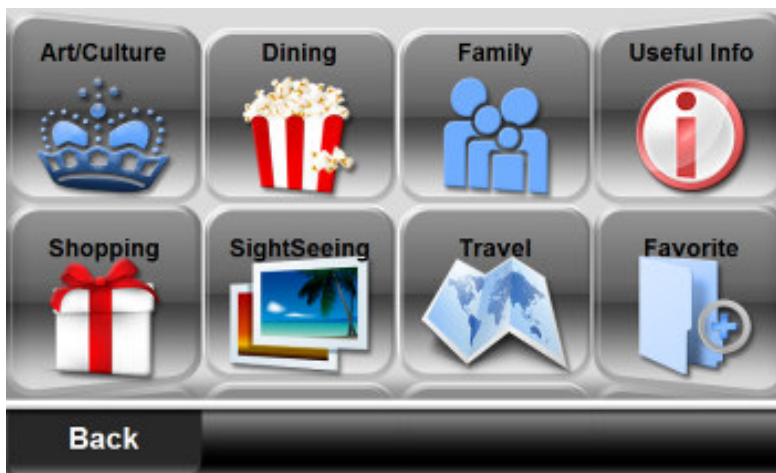 Art/Culture Dining Family Useful Info
Shopping SightSeeing Travel Favorite
Back